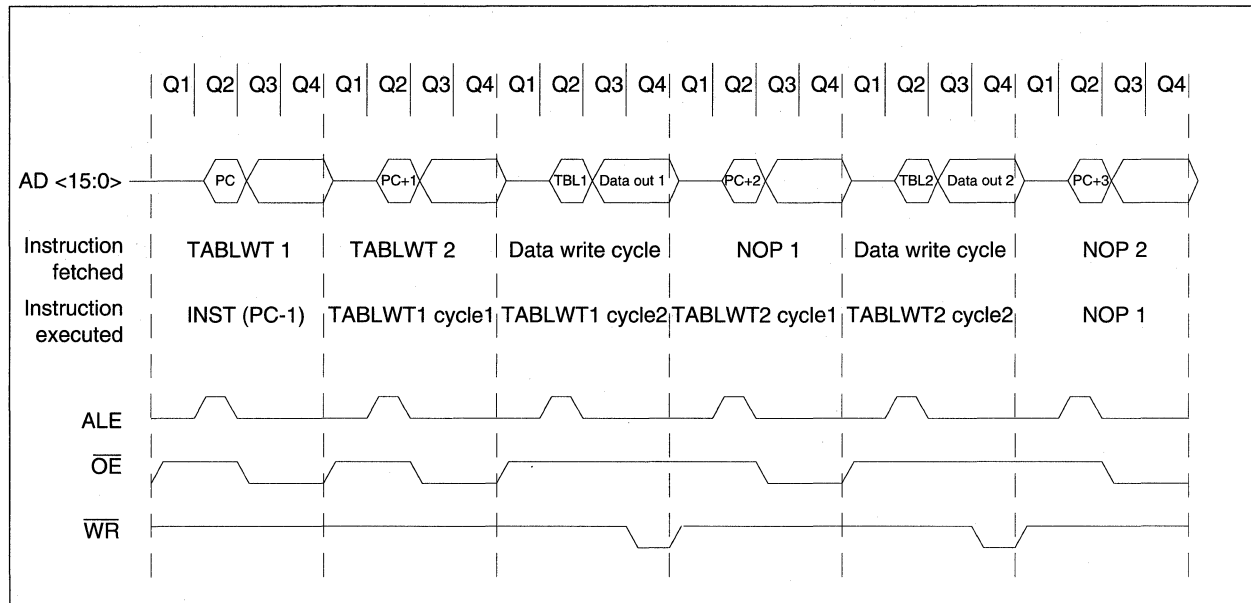 Q1 Q2 Q3 Q4 Q1 Q2 Q3 Q4 Q1 Q2 Q3 Q4 Q1 Q2 Q3 Q4 Q1 Q2 Q3 Q4 Q1 Q2 Q3 Q4
AD <15:0> PC PC+1 TBL1 Data out 1 PC+2 TBL2 Data out 2 PC+3
Instruction
fetched
TABLWT 1 TABLWT 2 Data write cycle NOP 1 Data write cycle NOP 2
Instruction
executed
INST (PC-1) TABLWT1 cycle1 TABLWT1 cycle2 TABLWT2 cycle1 TABLWT2 cycle2 NOP 1
ALE
OE
WR